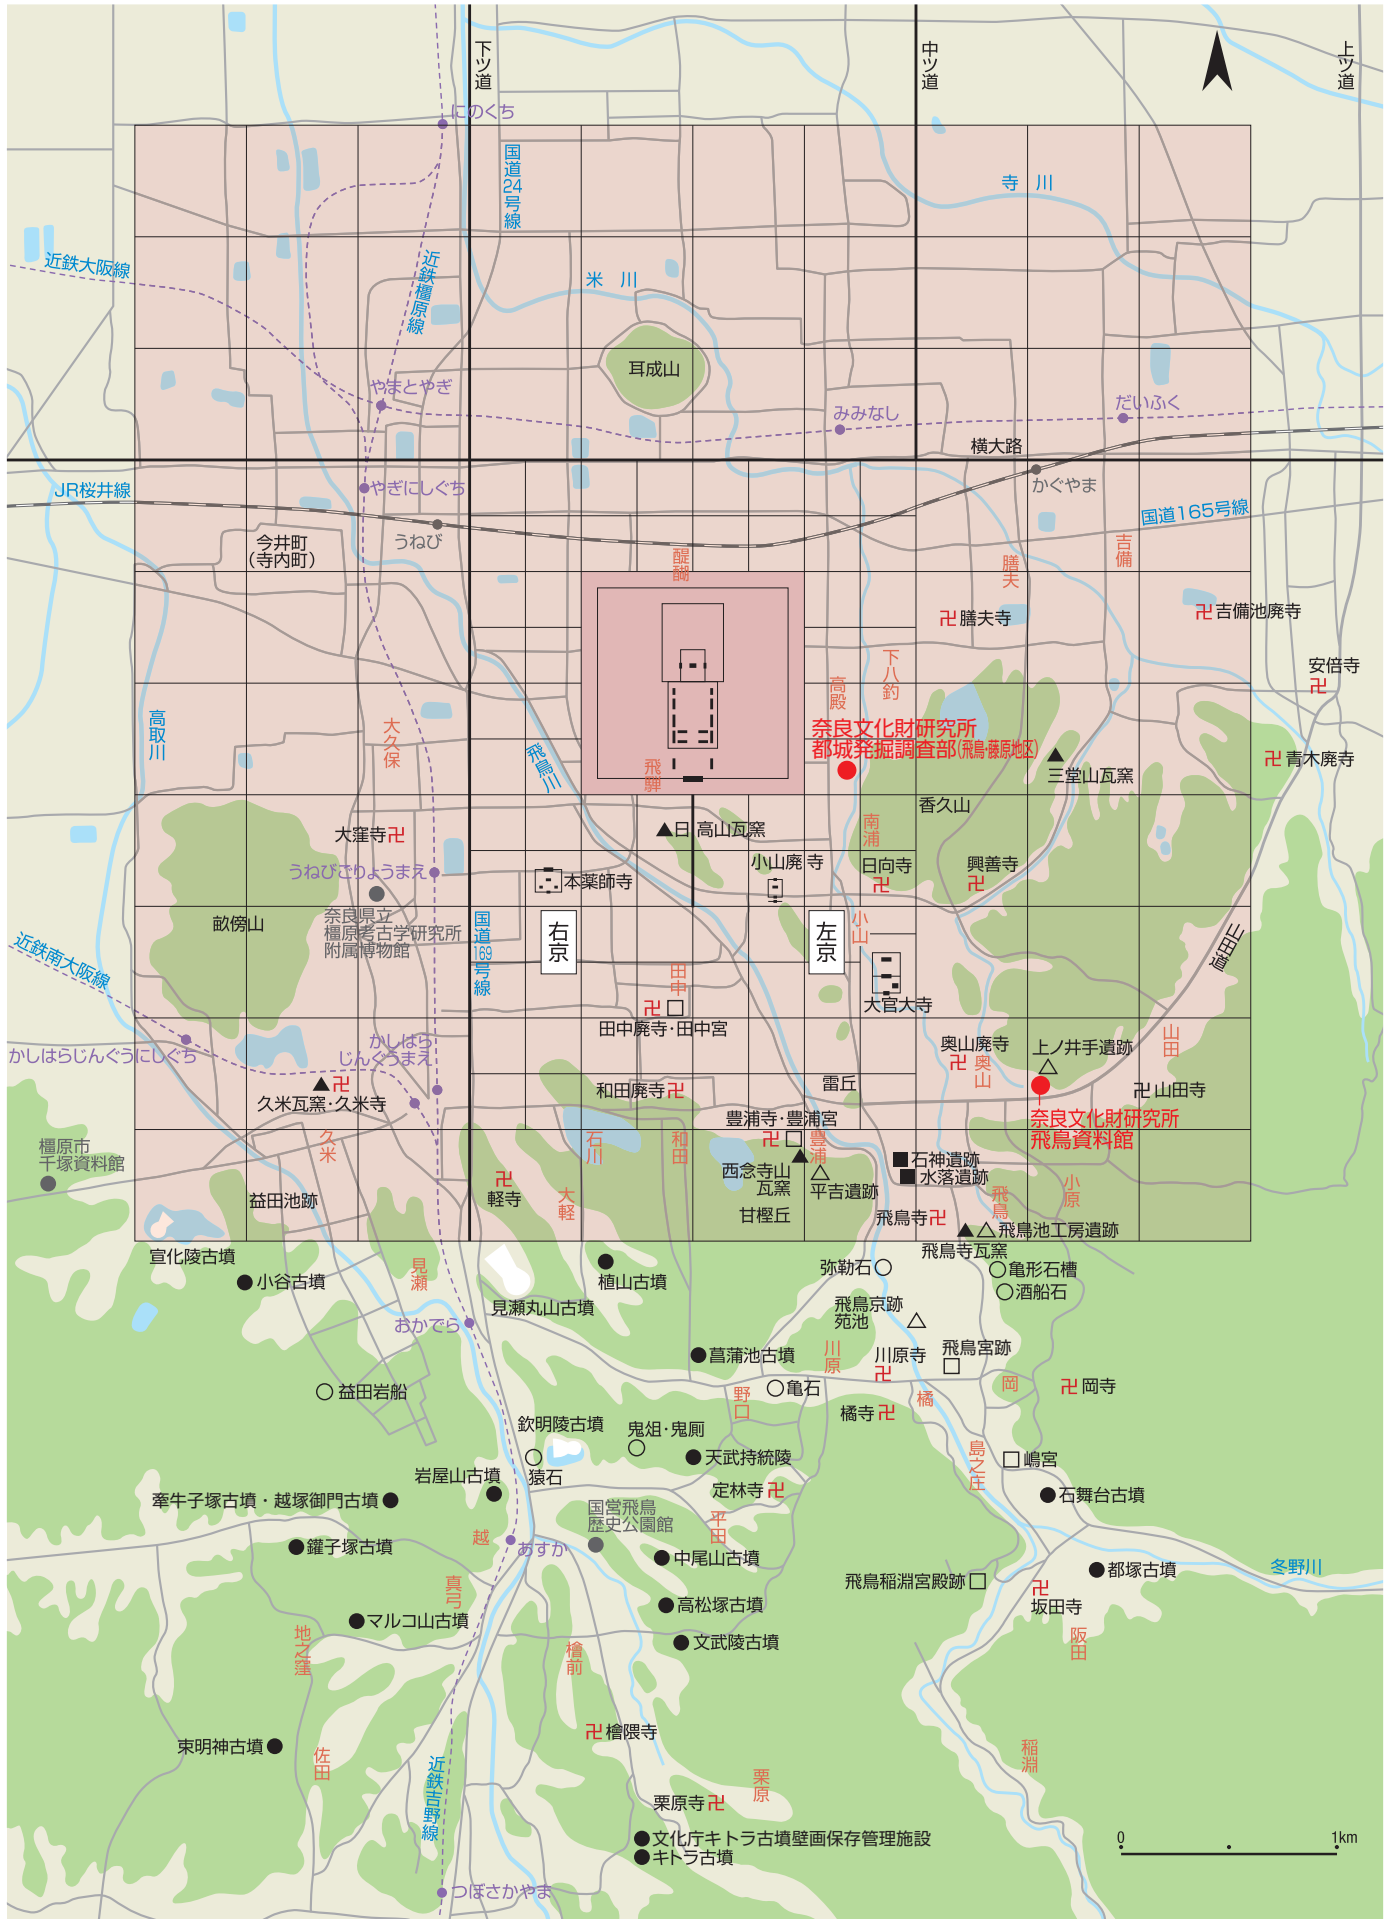 下ツ道
中ツ道
上ツ道
にのくち
国道24号線
寺川
近鉄大阪線
近鉄橿原線
米川
耳成山
やまとやぎ
みみなし
だいふく
横大路
JR桜井線
やぎにしぐち
かぐやま
国道165号線
今井町
(寺内町)
うねび
醍醐
膳夫
吉備
卍膳夫寺
卍吉備池廃寺
安倍寺
卍
下八釣
高殿
高取川
大久保
飛鳥川
飛騨
奈良文化財研究所
都城発掘調査部(飛鳥・藤原地区)
三堂山瓦窯
卍青木廃寺
香久山
南浦
大窪寺卍
日高山瓦窯
小山廃寺
日向寺
卍
興善寺
卍
うねびごりょうまえ
本薬師寺
奈良県立
橿原考古学研究所
附属博物館
畝傍山
国道169号線
右京
左京
小山
山田道
近鉄南大阪線
田中
卍
田中廃寺・田中宮
大官大寺
かしはらじんぐうにしぐち
かしはら
じんぐうまえ
奥山廃寺
卍
奥山
上ノ井手遺跡
山田
卍
久米瓦窯・久米寺
和田廃寺卍
雷丘
卍山田寺
奈良文化財研究所
飛鳥資料館
橿原市
千塚資料館
久米
石川
和田
豊浦寺・豊浦宮
卍
豊浦
西念寺山
瓦窯
平吉遺跡
石神遺跡
水落遺跡
小原
飛鳥
益田池跡
卍
軽寺
大軽
甘樫丘
飛鳥寺卍
飛鳥池工房遺跡
飛鳥寺瓦窯
宣化陵古墳
小谷古墳
見瀬
植山古墳
弥勒石
亀形石槽
酒船石
見瀬丸山古墳
おかでら
飛鳥京跡
苑池
菖蒲池古墳
川原
川原寺
卍
飛鳥宮跡
益田岩船
野口
亀石
橘
岡
卍岡寺
橘寺卍
欽明陵古墳
鬼俎・鬼厠
猿石
天武持統陵
島之庄
嶋宮
岩屋山古墳
牽牛子塚古墳・越塚御門古墳
定林寺卍
石舞台古墳
国営飛鳥
歴史公園館
平田
鑵子塚古墳
越
あすか
中尾山古墳
冬野川
都塚古墳
真弓
飛鳥稲淵宮殿跡
卍
坂田寺
高松塚古墳
マルコ山古墳
地之窪
檜前
文武陵古墳
阪田
卍檜隈寺
束明神古墳
佐田
稲淵
近鉄吉野線
栗原
栗原寺卍
文化庁キトラ古墳壁画保存管理施設
キトラ古墳
0
1km
つぼさかやま